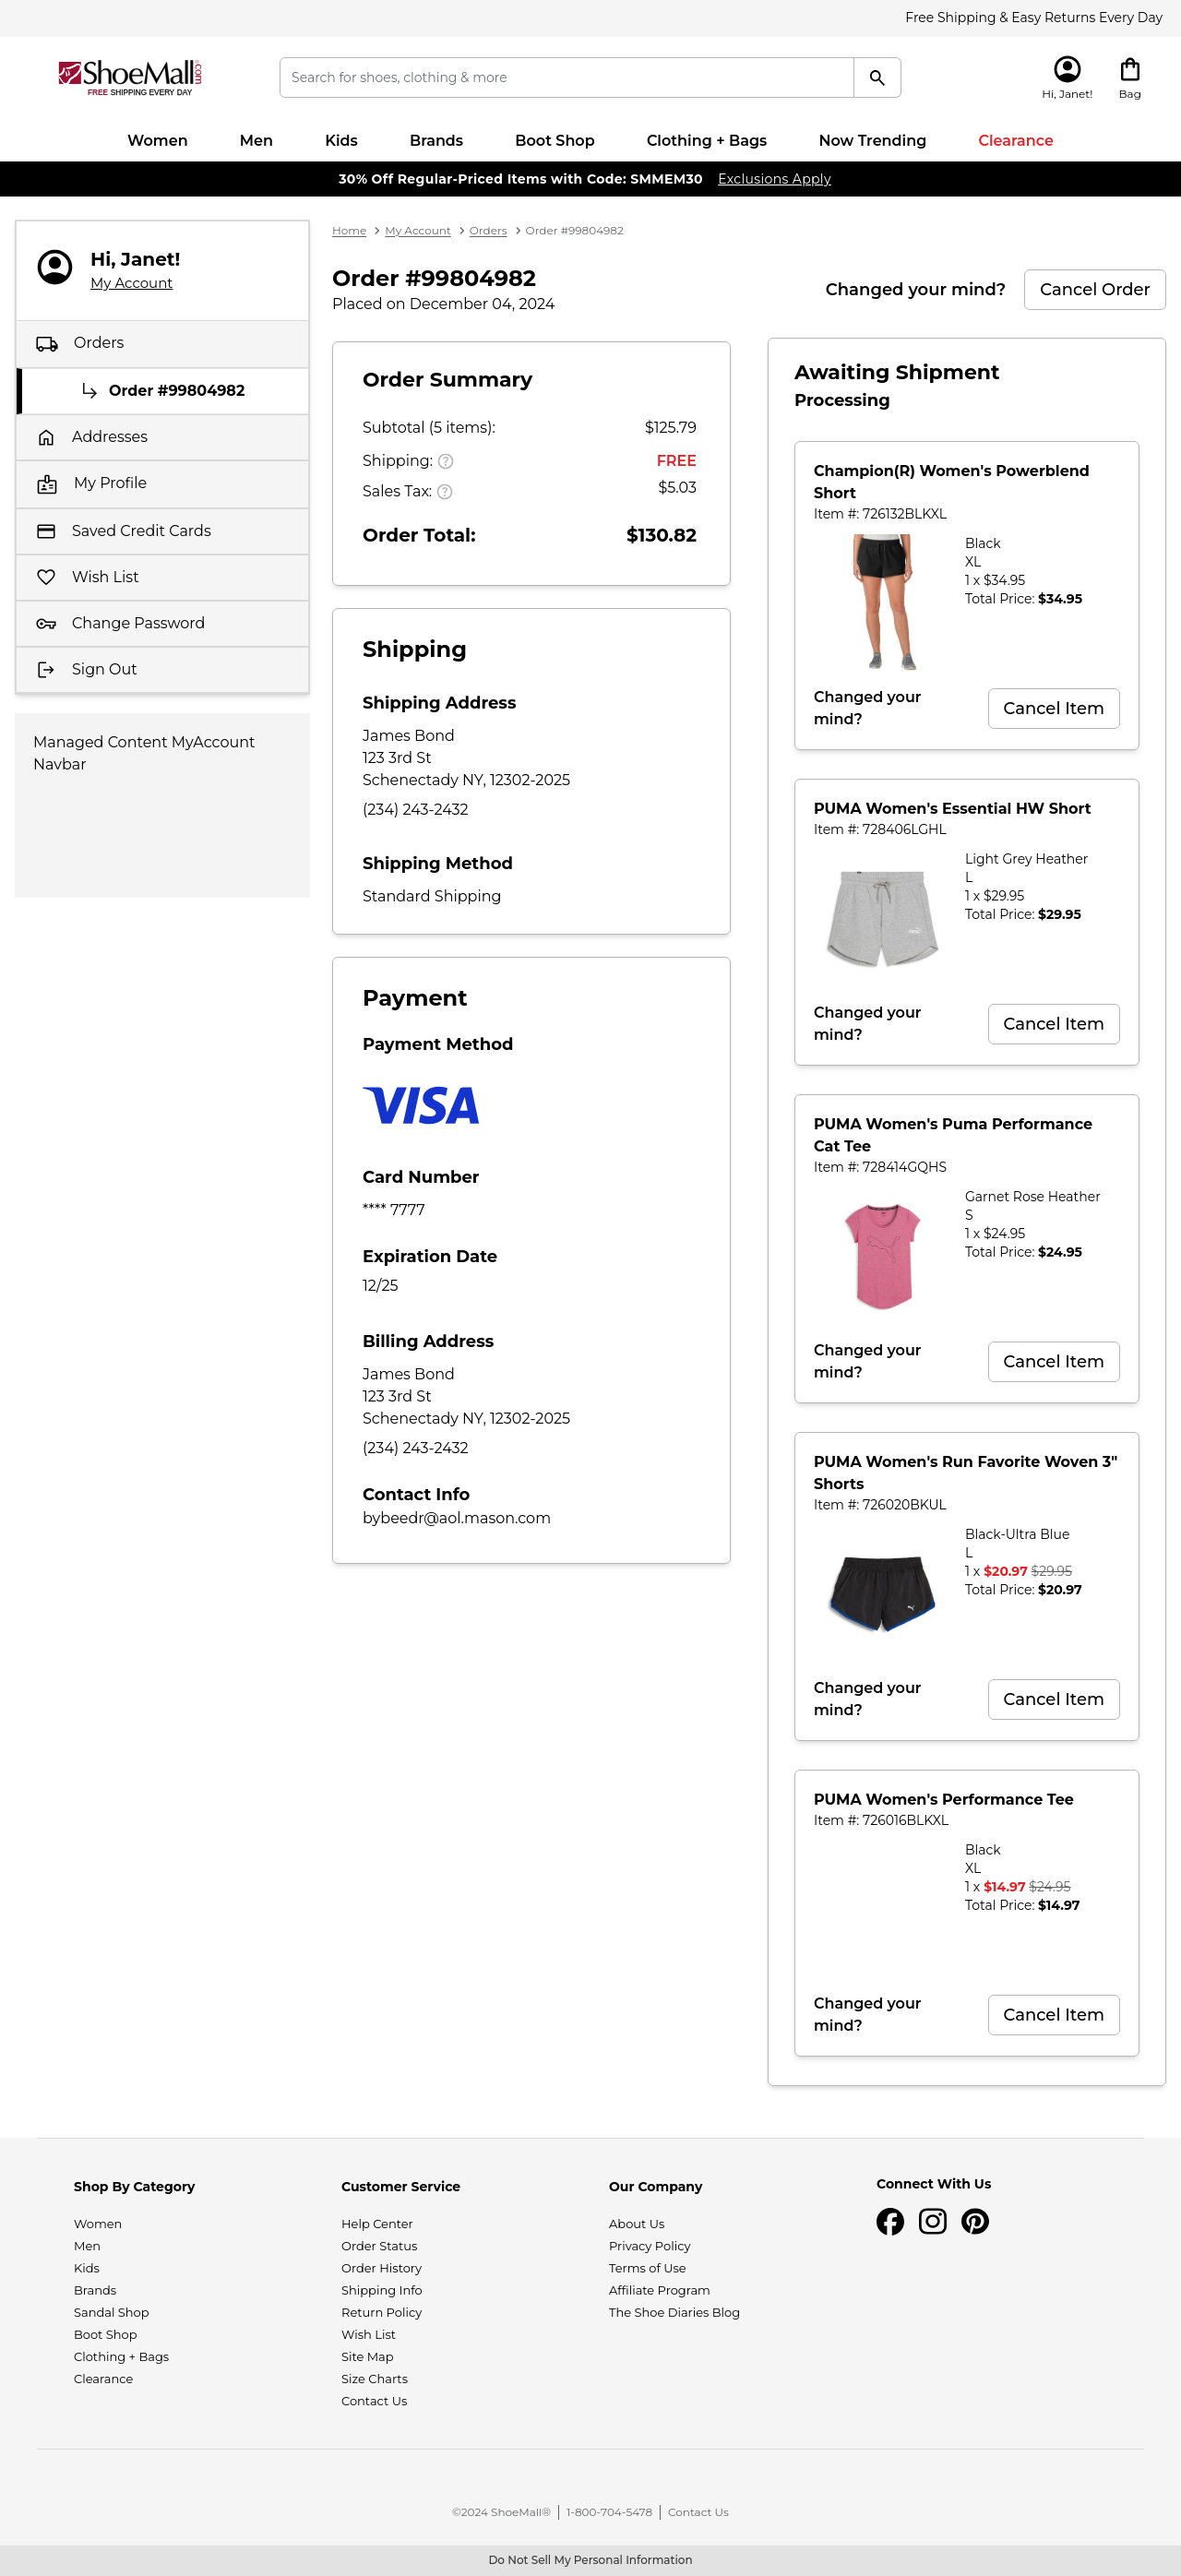 Free Shipping & Easy Returns Every Day
ShoeMall.com
FREE SHIPPING EVERY DAY
Search for shoes, clothing & more
Hi, Janet!
Bag
Women
Men
Kids
Brands
Boot Shop
Clothing + Bags
Now Trending
Clearance
30% Off Regular-Priced Items with Code: SMMEM30 Exclusions Apply
Hi, Janet!
My Account
Orders
Order #99804982
Addresses
My Profile
Saved Credit Cards
Wish List
Change Password
Sign Out
Managed Content MyAccount
Navbar
Home > My Account > Orders > Order #99804982
Order #99804982
Placed on December 04, 2024
Changed your mind?
Cancel Order
Order Summary
Subtotal (5 items): $125.79
Shipping: ? FREE
Sales Tax: ? $5.03
Order Total: $130.82
Shipping
Shipping Address
James Bond
123 3rd St
Schenectady NY, 12302-2025
(234) 243-2432
Shipping Method
Standard Shipping
Payment
Payment Method
VISA
Card Number
**** 7777
Expiration Date
12/25
Billing Address
James Bond
123 3rd St
Schenectady NY, 12302-2025
(234) 243-2432
Contact Info
bybeedr@aol.mason.com
Awaiting Shipment
Processing
Champion(R) Women's Powerblend
Short
Item #: 726132BLKXL
Black
XL
1 x $34.95
Total Price: $34.95
Changed your
mind?
Cancel Item
PUMA Women's Essential HW Short
Item #: 728406LGHL
Light Grey Heather
L
1 x $29.95
Total Price: $29.95
Changed your
mind?
Cancel Item
PUMA Women's Puma Performance
Cat Tee
Item #: 728414GQHS
Garnet Rose Heather
S
1 x $24.95
Total Price: $24.95
Changed your
mind?
Cancel Item
PUMA Women's Run Favorite Woven 3"
Shorts
Item #: 726020BKUL
Black-Ultra Blue
L
1 x $20.97 $29.95
Total Price: $20.97
Changed your
mind?
Cancel Item
PUMA Women's Performance Tee
Item #: 726016BLKXL
Black
XL
1 x $14.97 $24.95
Total Price: $14.97
Changed your
mind?
Cancel Item
Shop By Category
Women
Men
Kids
Brands
Sandal Shop
Boot Shop
Clothing + Bags
Clearance
Customer Service
Help Center
Order Status
Order History
Shipping Info
Return Policy
Wish List
Site Map
Size Charts
Contact Us
Our Company
About Us
Privacy Policy
Terms of Use
Affiliate Program
The Shoe Diaries Blog
Connect With Us
©2024 ShoeMall® | 1-800-704-5478 | Contact Us
Do Not Sell My Personal Information